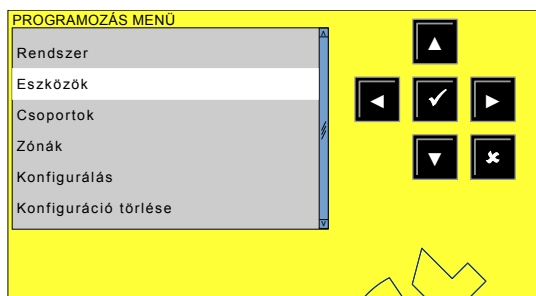 PROGRAMOZÁS MENÜ
Rendszer
Eszközök
Csoportok
Zónák
Konfigurálás
Konfiguráció törlése